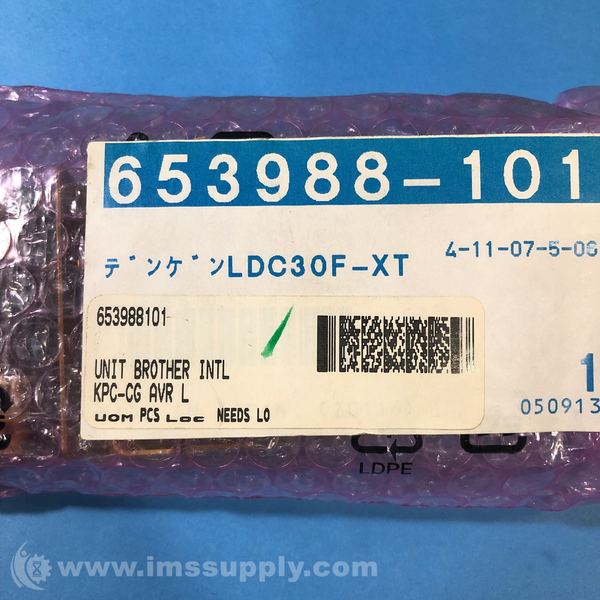 653988-101
デンゲンLDC30F-XT
4-11-07-5-06
653988101
UNIT BROTHER INTL
KPC-CG AVR L
UOM PCS Loc NEEDS LO
1
050913
LDPE
www.imssupply.com